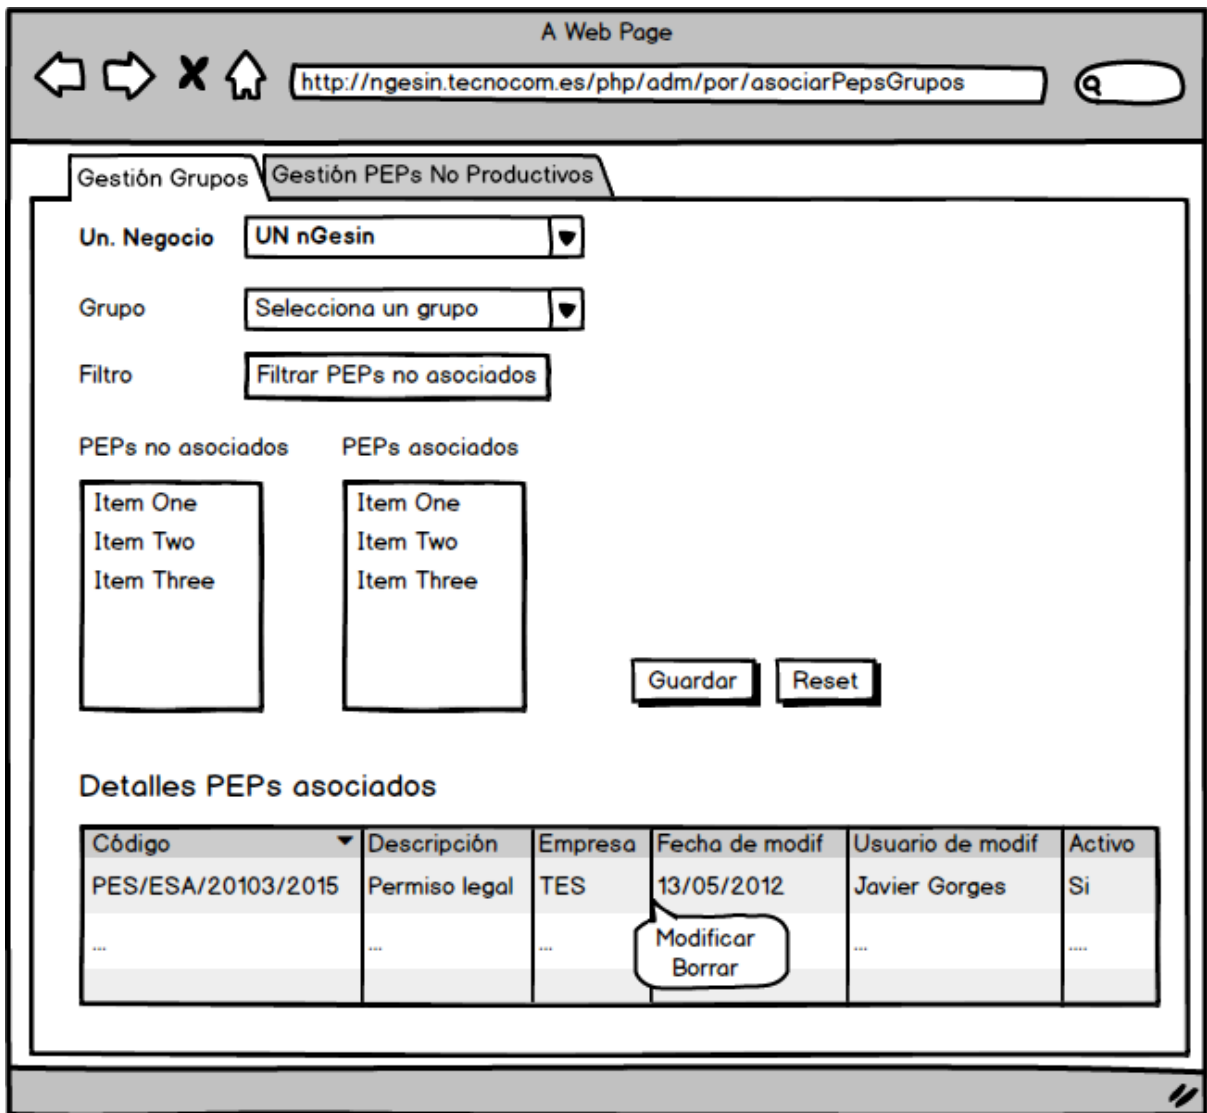 A Web Page
http://ngesin.tecnocom.es/php/adm/por/asociarPepsGrupos
Gestión Grupos Gestión PEPs No Productivos
Un. Negocio UN nGesin
Grupo Selecciona un grupo
Filtro Filtrar PEPs no asociados
PEPs no asociados PEPs asociados
Item One Item One
Item Two Item Two
Item Three Item Three
Guardar Reset
Detalles PEPs asociados
Código Descripción Empresa Fecha de modif Usuario de modif Activo
PES/ESA/20103/2015 Permiso legal TES 13/05/2012 Javier Gorges Si
... ... ... ... ....
Modificar
Borrar